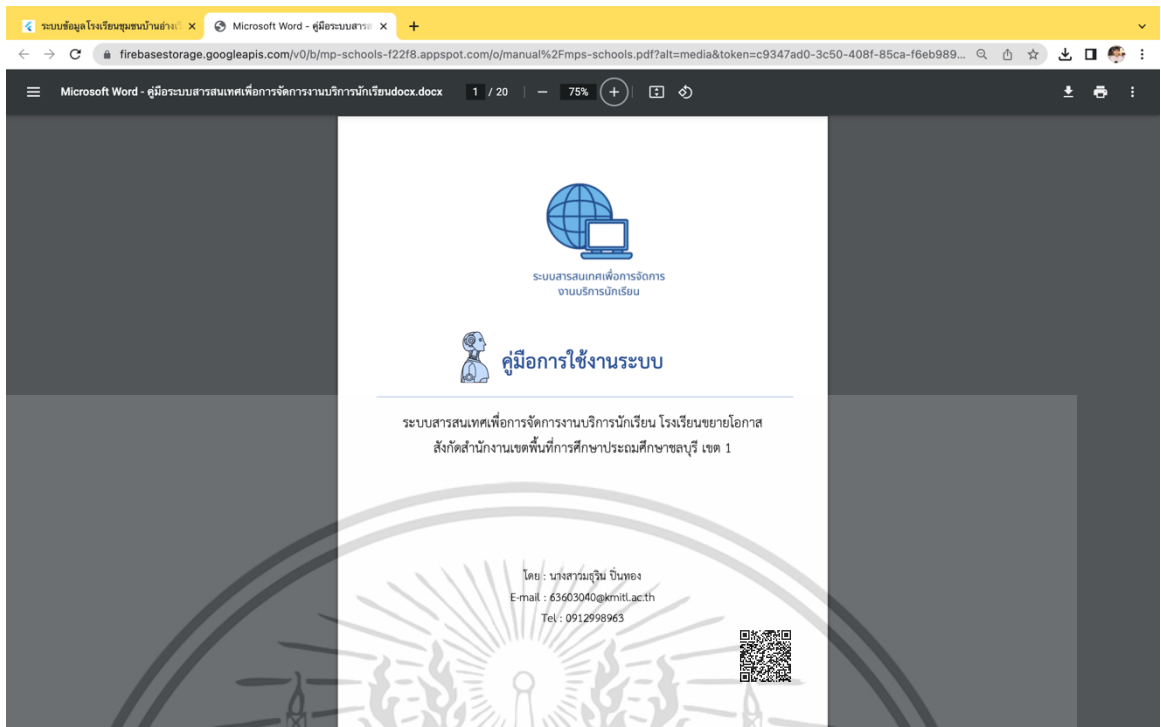 ระบบข้อมูลโรงเรียนชุมชนบ้านอ่าง
Microsoft Word - คู่มือระบบสารส
firebasestorage.googleapis.com/v0/b/mp-schools-f22f8.appspot.com/o/manual%2Fmps-schools.pdf?alt=media&token=c9347ad0-3c50-408f-85ca-f6eb989...
Microsoft Word - คู่มือระบบสารสนเทศเพื่อการจัดการงานบริการนักเรียนdocx.docx 1 / 20 75%
ระบบสารสนเทศเพื่อการจัดการ
งานบริการนักเรียน
คู่มือการใช้งานระบบ
ระบบสารสนเทศเพื่อการจัดการงานบริการนักเรียน โรงเรียนขยายโอกาส
สังกัดสำนักงานเขตพื้นที่การศึกษาประถมศึกษาชลบุรี เขต 1
โดย : นางสาวมธุริน ปิ่นทอง
E-mail : 63603040@kmitl.ac.th
Tel : 0912998963